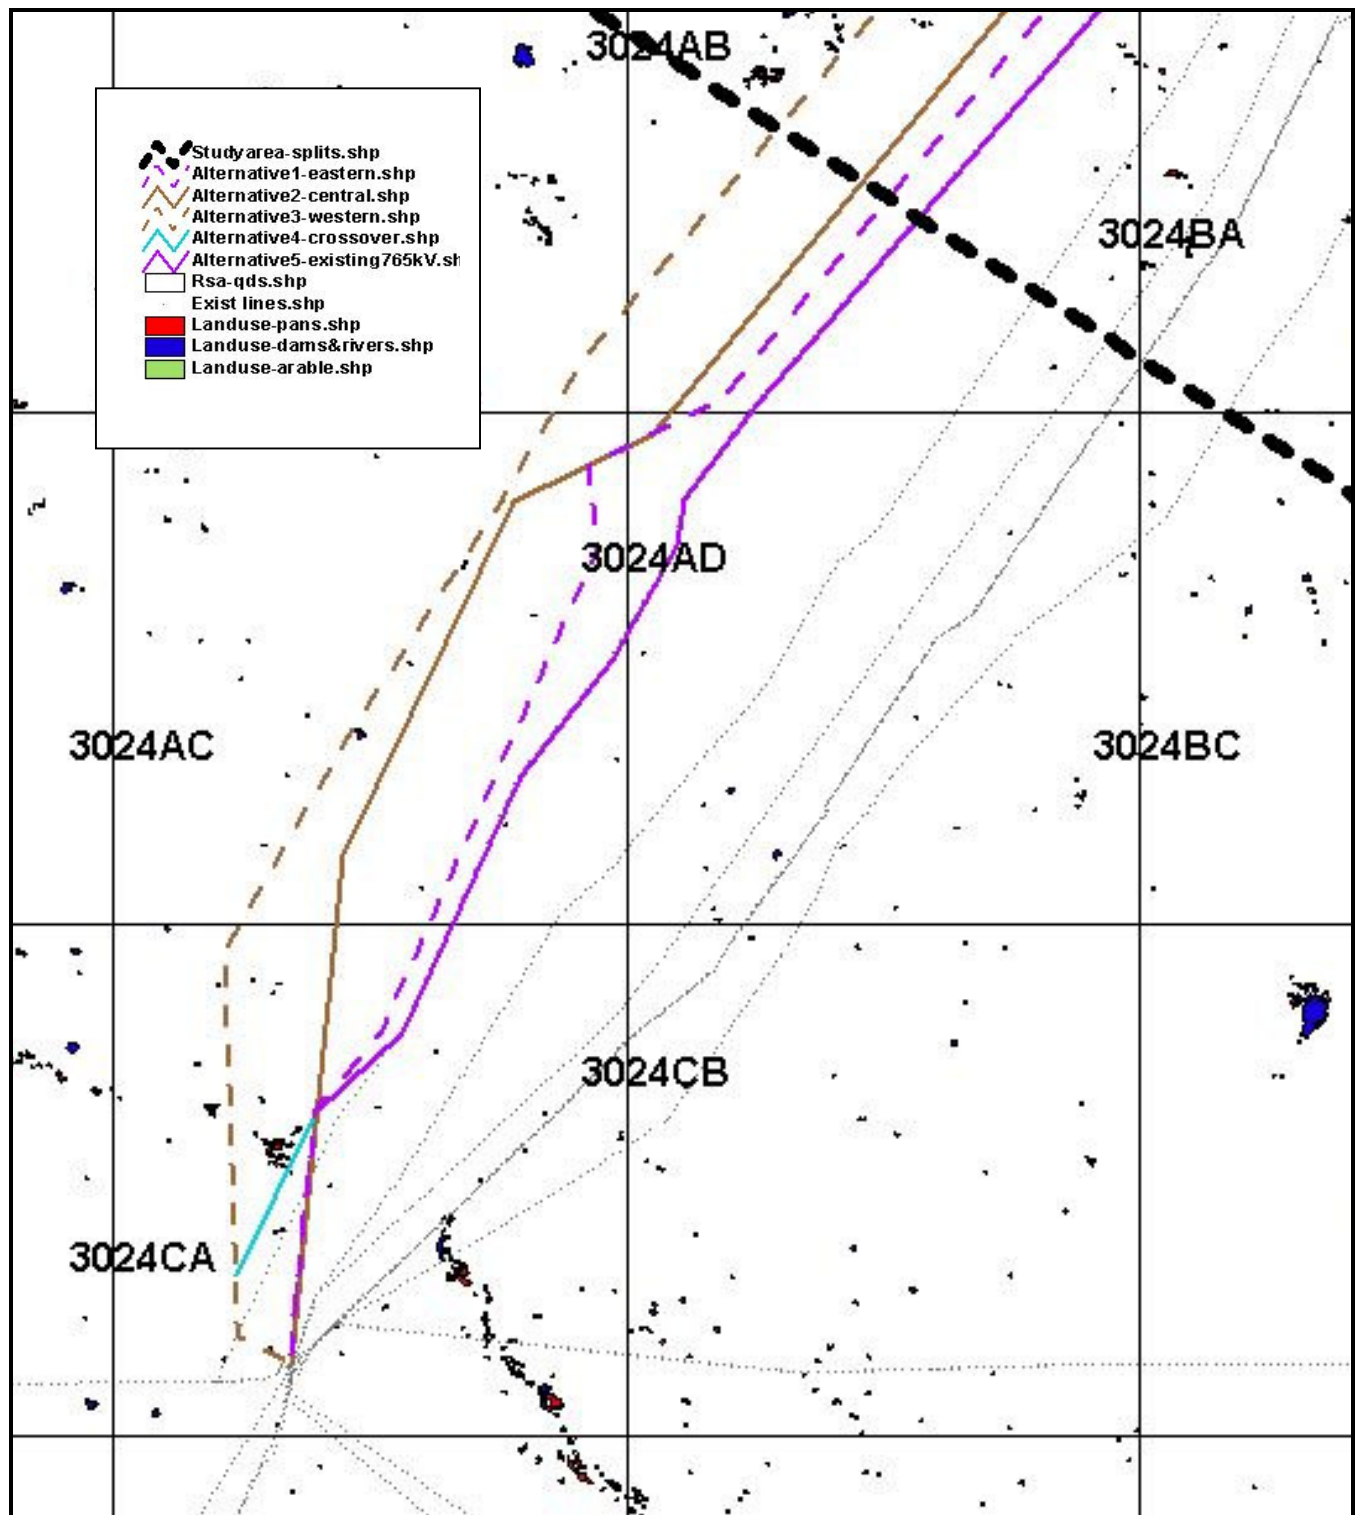 3024AB
Studyarea-splits.shp
Alternative1-eastern.shp
Alternative2-central.shp
Alternative3-western.shp
Alternative4-crossover.shp
Alternative5-existing765kV.sh
Rsa-qds.shp
Exist lines.shp
Landuse-pans.shp
Landuse-dams&rivers.shp
Landuse-arable.shp
3024BA
3024AD
3024AC
3024BC
3024CB
3024CA